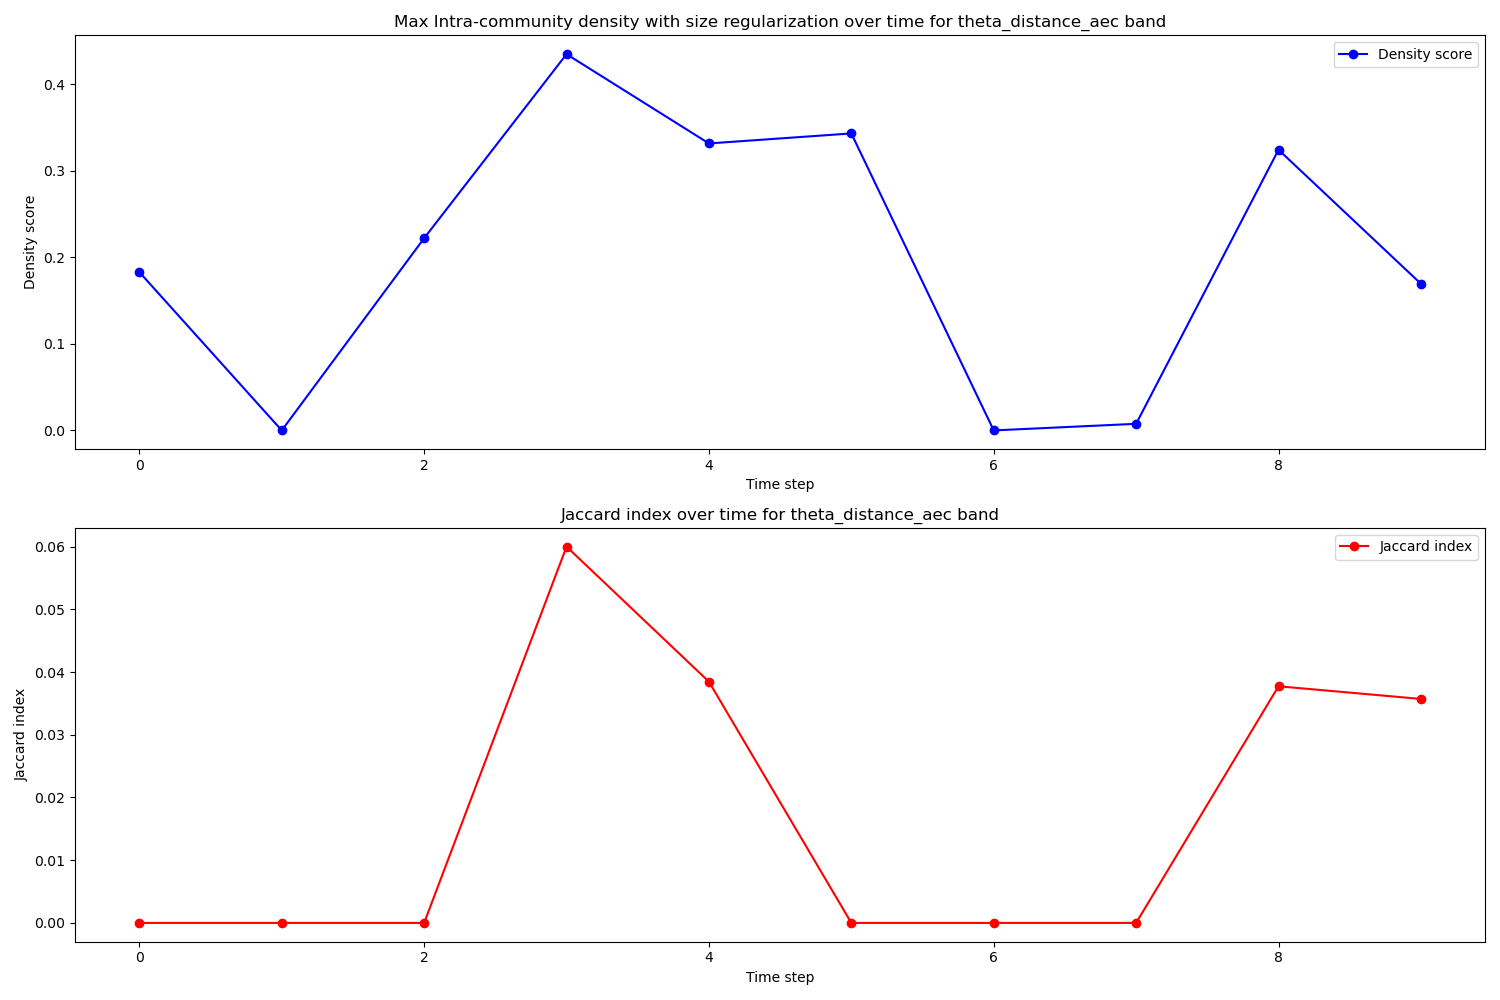 Max Intra-community density with size regularization over time for theta_distance_aec band
Density score
0.4
0.3
0.2
0.1
0.0
Density score
0 2 4 6 8
Time step
Jaccard index over time for theta_distance_aec band
Jaccard index
0.06
0.05
0.04
0.03
0.02
0.01
0.00
Jaccard index
0 2 4 6 8
Time step